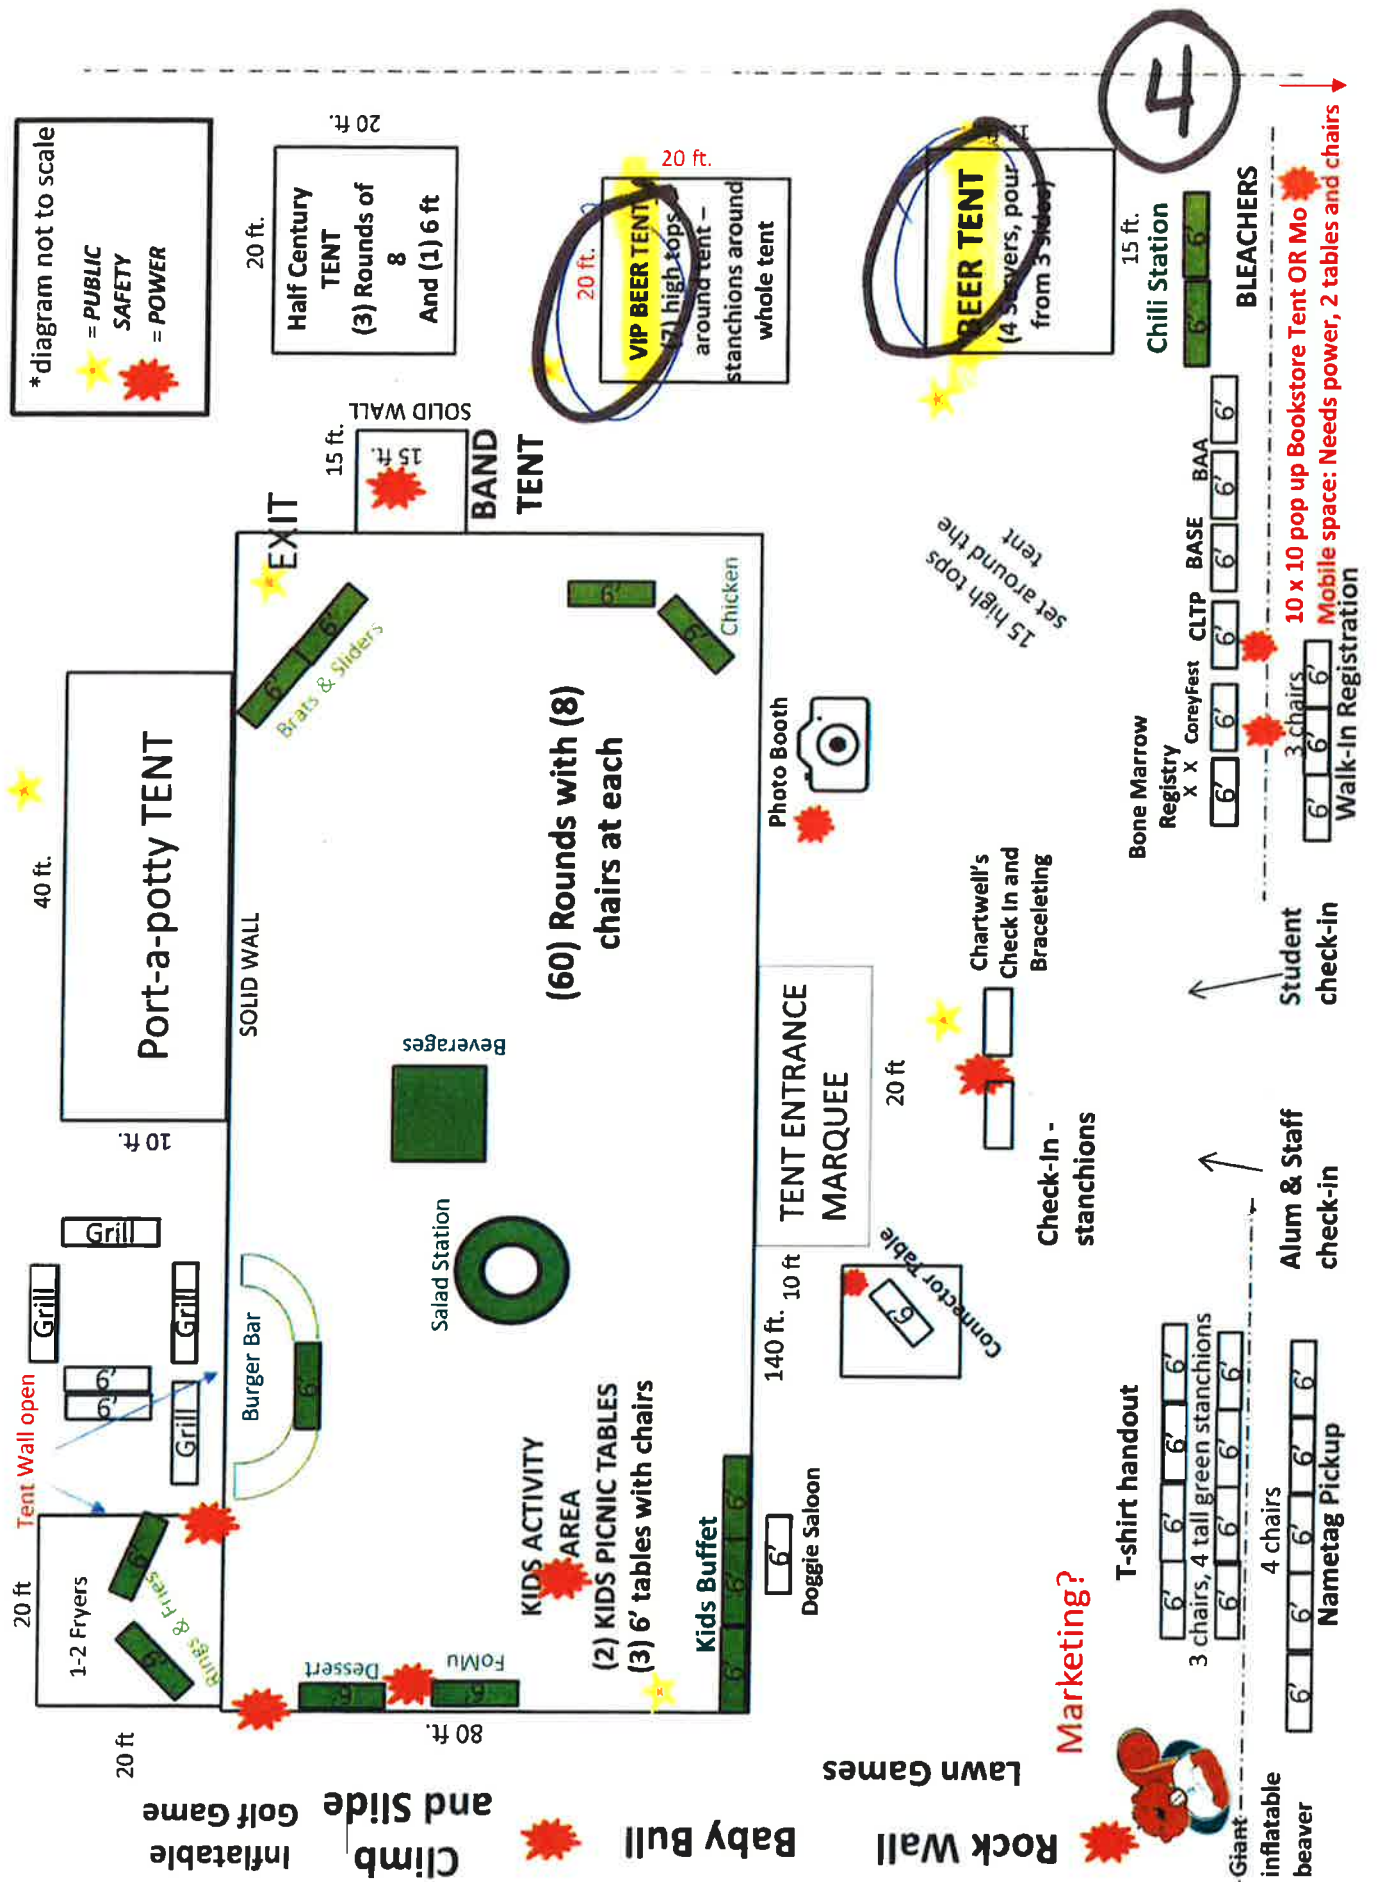 *diagram not to scale
= PUBLIC
SAFETY
= POWER
20 ft.
20 ft.
Half Century
TENT
(3) Rounds of
8
And (1) 6 ft
20 ft.
20 ft.
VIP BEER TENT
(7) high tops
around tent –
stanchions around
whole tent
BEER TENT
(4 servers, pour
from 3 sides)
15 ft.
4
Chili Station
6'
6'
BLEACHERS
15 ft.
15 ft.
SOLID WALL
BAND
TENT
EXIT
6'
6'
Brats & Sliders
6'
6'
Chicken
15 high tops
set around the
tent
40 ft.
Port-a-potty TENT
10 ft.
SOLID WALL
(60) Rounds with (8)
chairs at each
Beverages
Salad Station
Photo Booth
TENT ENTRANCE
MARQUEE
20 ft
10 ft
140 ft.
Chartwell's
Check In and
Braceleting
Check-In -
stanchions
6'
Connector Table
Grill
Grill
Grill
Grill
6'
6'
Burger Bar
6'
Tent Wall open
20 ft
1-2 Fryers
6'
6'
Rings & Fries
20 ft
Dessert
6'
FoMu
6'
80 ft.
KIDS ACTIVITY
AREA
(2) KIDS PICNIC TABLES
(3) 6' tables with chairs
Kids Buffet
6'
6'
6'
6'
Doggie Saloon
Inflatable
Golf Game
Climb
and Slide
Baby Bull
Rock Wall
Lawn Games
Marketing?
Giant
inflatable
beaver
T-shirt handout
6'
6'
6'
6'
3 chairs, 4 tall green stanchions
6'
6'
6'
6'
4 chairs
6'
6'
6'
6'
6'
Nametag Pickup
Alum & Staff
check-in
Student
check-in
Bone Marrow
Registry
X X
CoreyFest
CLTP
BASE
BAA
6'
6'
6'
6'
6'
6'
3 chairs
6'
6'
6'
Walk-In Registration
10 x 10 pop up Bookstore Tent OR Mo
Mobile space: Needs power, 2 tables and chairs